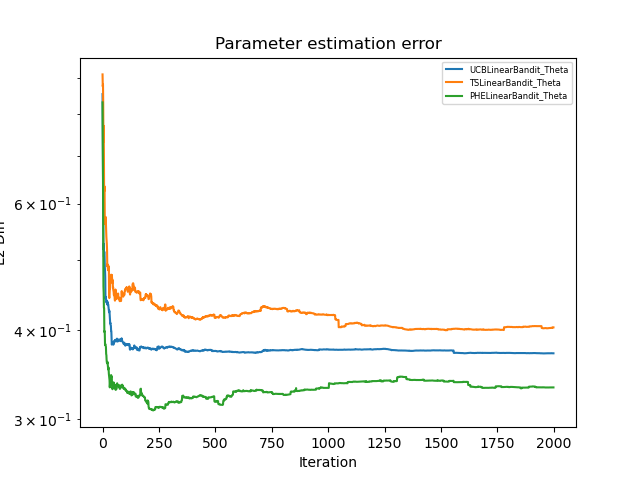 Parameter estimation error
UCBLinearBandit_Theta
TSLinearBandit_Theta
PHELinearBandit_Theta
6 × 10⁻¹
4 × 10⁻¹
3 × 10⁻¹
0 250 500 750 1000 1250 1500 1750 2000
Iteration